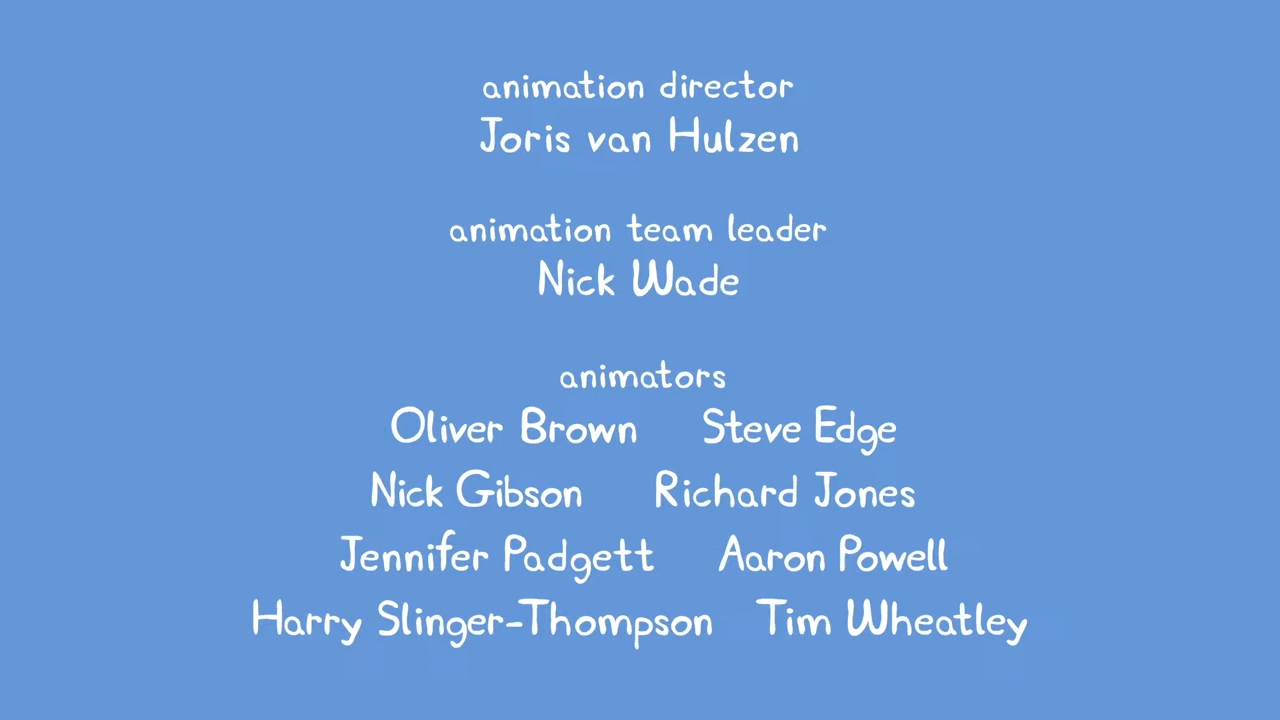 animation director
Joris van Hulzen
animation team leader
Nick Wade
animators
Oliver Brown Steve Edge
Nick Gibson Richard Jones
Jennifer Padgett Aaron Powell
Harry Slinger-Thompson Tim Wheatley